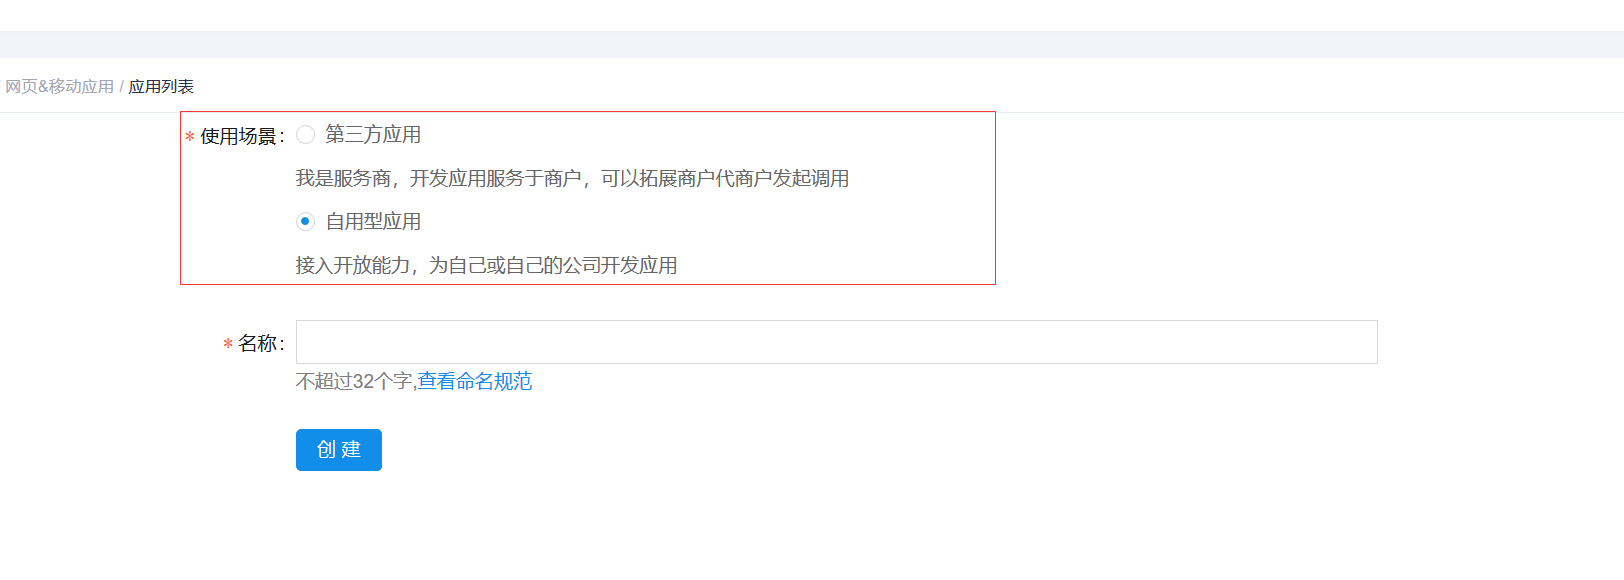 / 网页&移动应用 / 应用列表
* 使用场景: 第三方应用
我是服务商，开发应用服务于商户，可以拓展商户代商户发起调用
自用型应用
接入开放能力，为自己或自己的公司开发应用
* 名称:
不超过32个字,查看命名规范
创 建